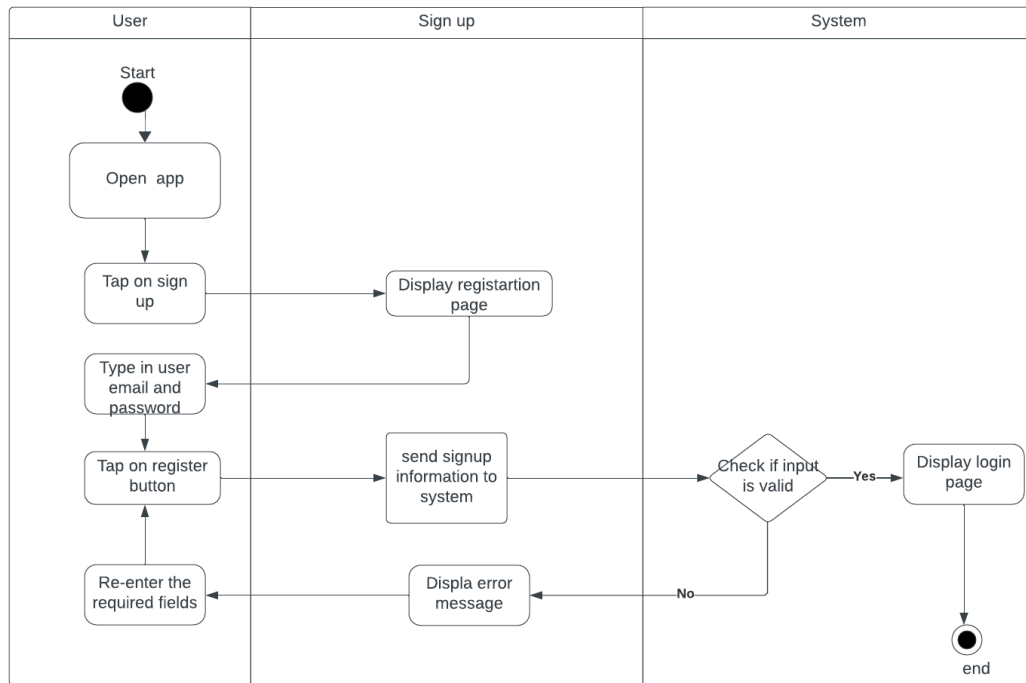 User
Sign up
System
Start
Open app
Tap on sign
up
Display registartion
page
Type in user
email and
password
Tap on register
button
send signup
information to
system
Check if input
is valid
Yes
Display login
page
Re-enter the
required fields
Displa error
message
No
end